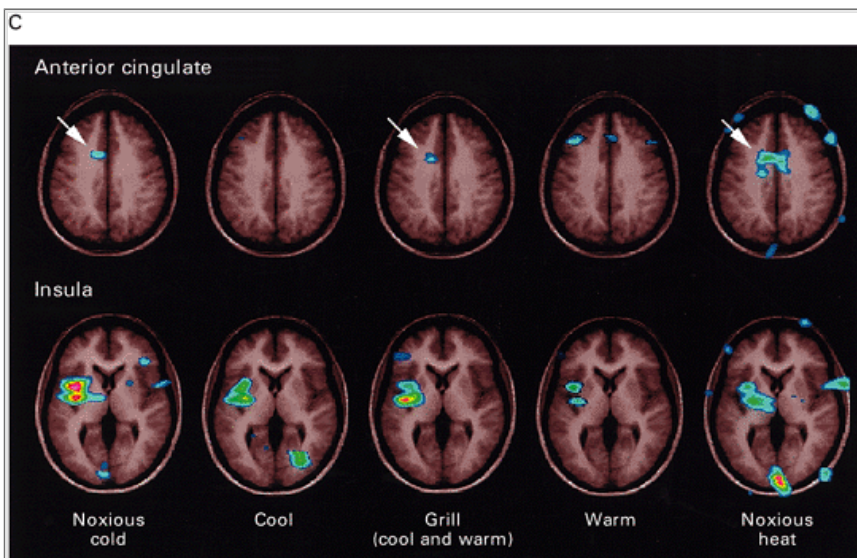 C
Anterior cingulate
Insula
Noxious
cold
Cool
Grill
(cool and warm)
Warm
Noxious
heat